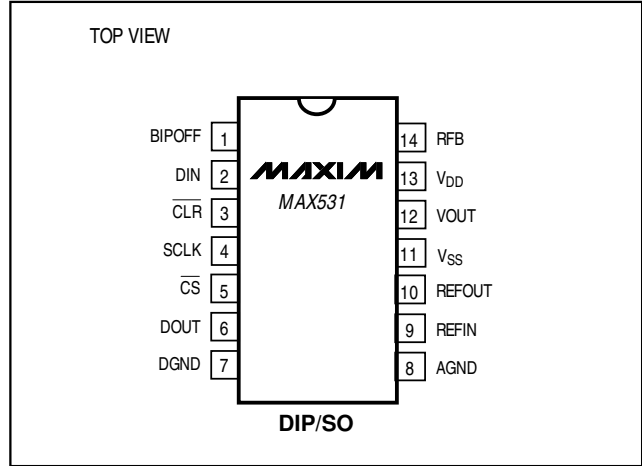 TOP VIEW
BIPOFF 1
DIN 2
CLR 3
SCLK 4
CS 5
DOUT 6
DGND 7
MAXIM
MAX531
14 RFB
13 VDD
12 VOUT
11 VSS
10 REFOUT
9 REFIN
8 AGND
DIP/SO